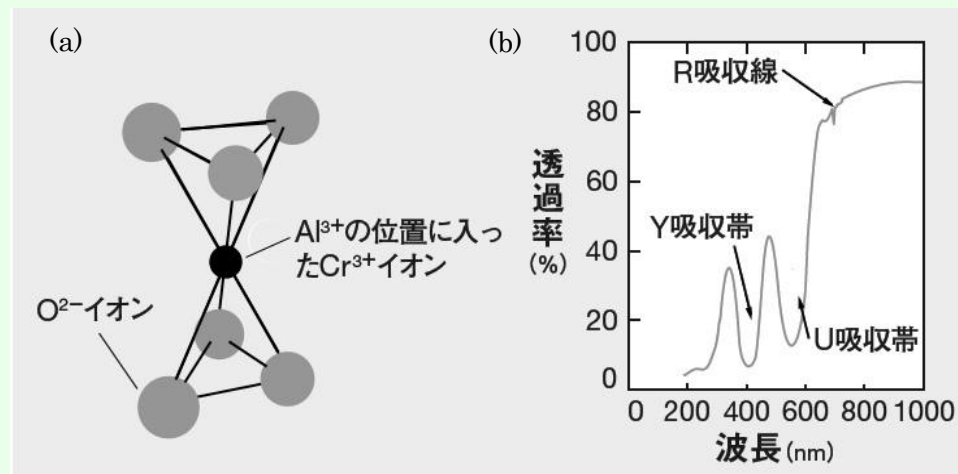 (a)
Al³⁺の位置に入っ
たCr³⁺イオン
O²⁻イオン
(b)
100
80
60
40
20
0
透過率
(%)
R吸収線
Y吸収帯
U吸収帯
0 200 400 600 800 1000
波長(nm)